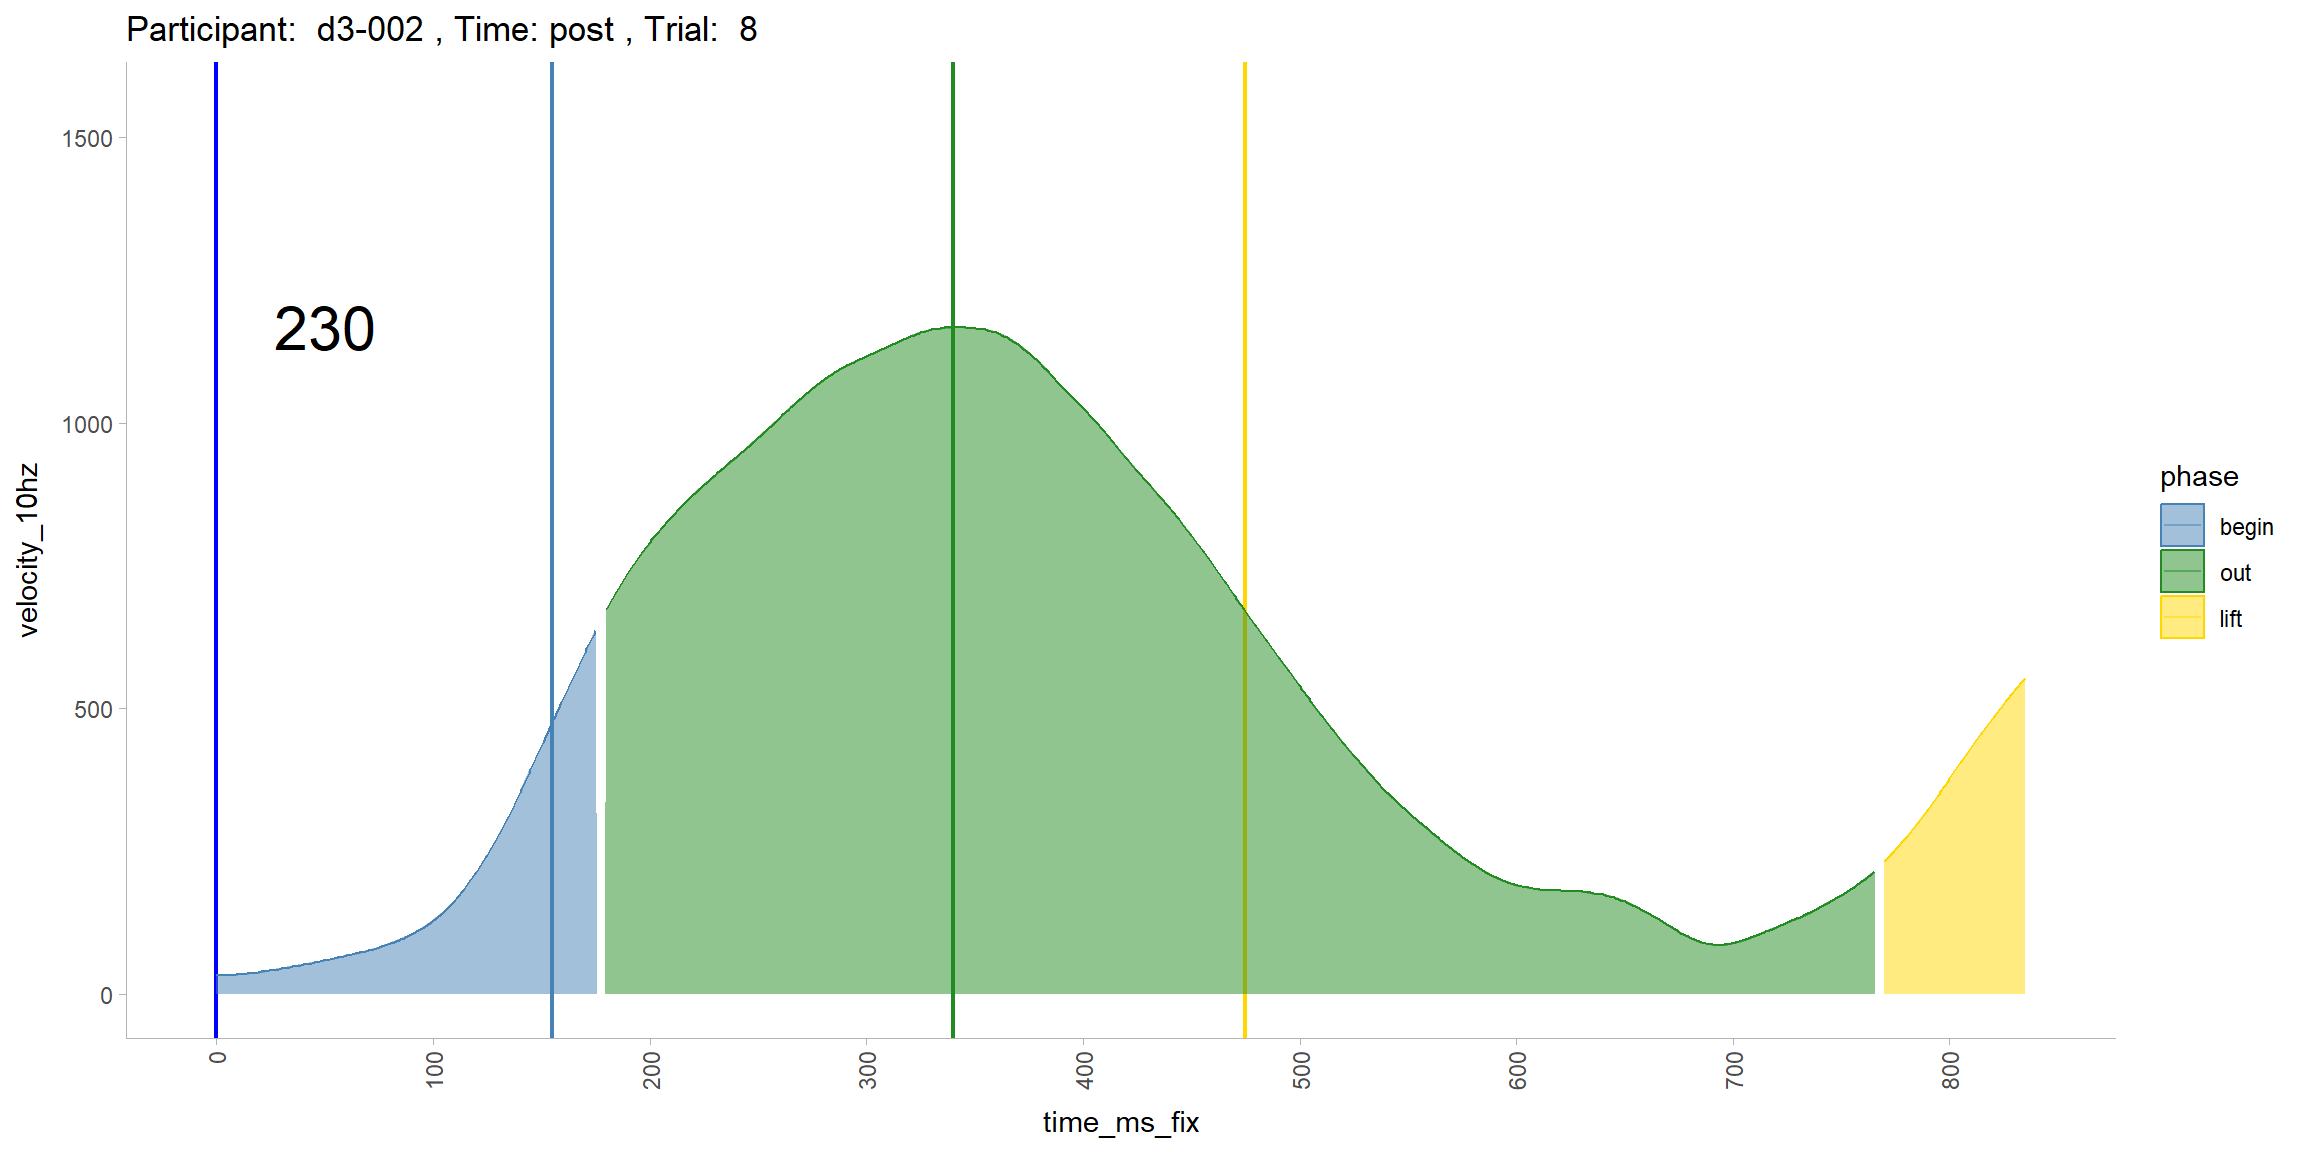 Participant:  d3-002 , Time: post , Trial:  8
1500
230
1000
500
0
velocity_10hz
0 100 200 300 400 500 600 700 800
time_ms_fix
phase
begin
out
lift